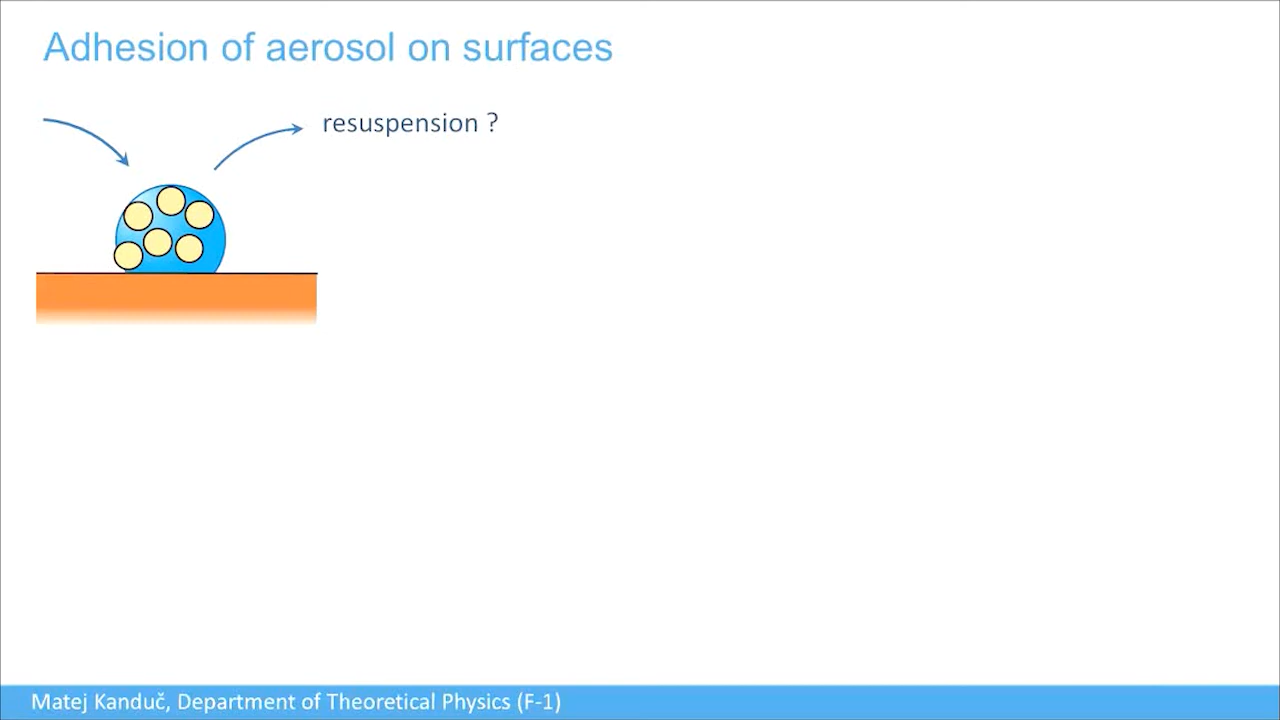 Adhesion of aerosol on surfaces
resuspension ?
Matej Kanduč, Department of Theoretical Physics (F-1)